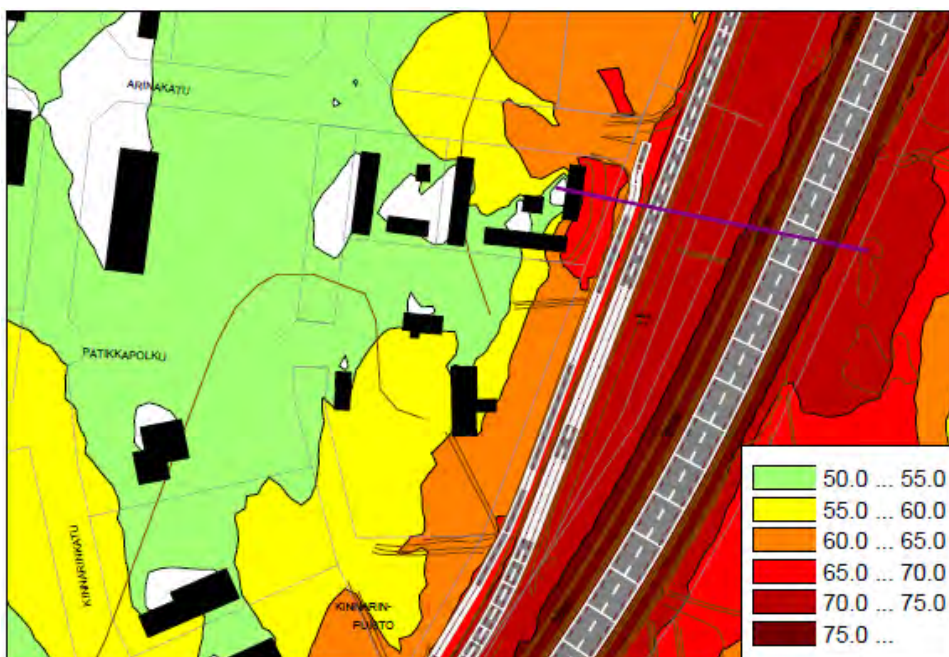 ARINAKATU
PATIKKAPOLKU
KINNARINKATU
KINNARIN-
PUISTO
50.0 ... 55.0
55.0 ... 60.0
60.0 ... 65.0
65.0 ... 70.0
70.0 ... 75.0
75.0 ...